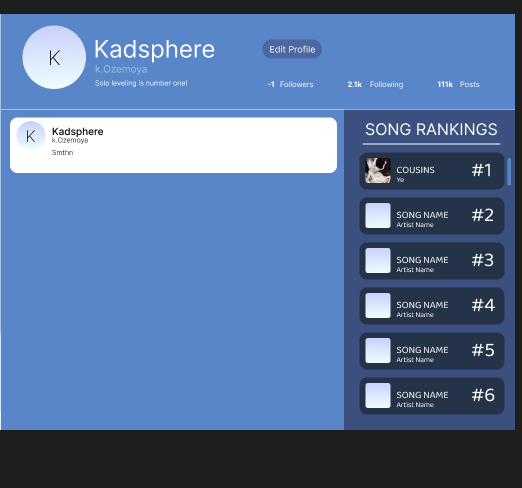 K
Kadsphere
k.Ozemoya
Solo leveling is number one!
Edit Profile
-1 Followers
2.1k Following
111k Posts
K
Kadsphere
k.Ozemoya
Smthn
SONG RANKINGS
COUSINS
Ye
#1
SONG NAME
Artist Name
#2
SONG NAME
Artist Name
#3
SONG NAME
Artist Name
#4
SONG NAME
Artist Name
#5
SONG NAME
Artist Name
#6